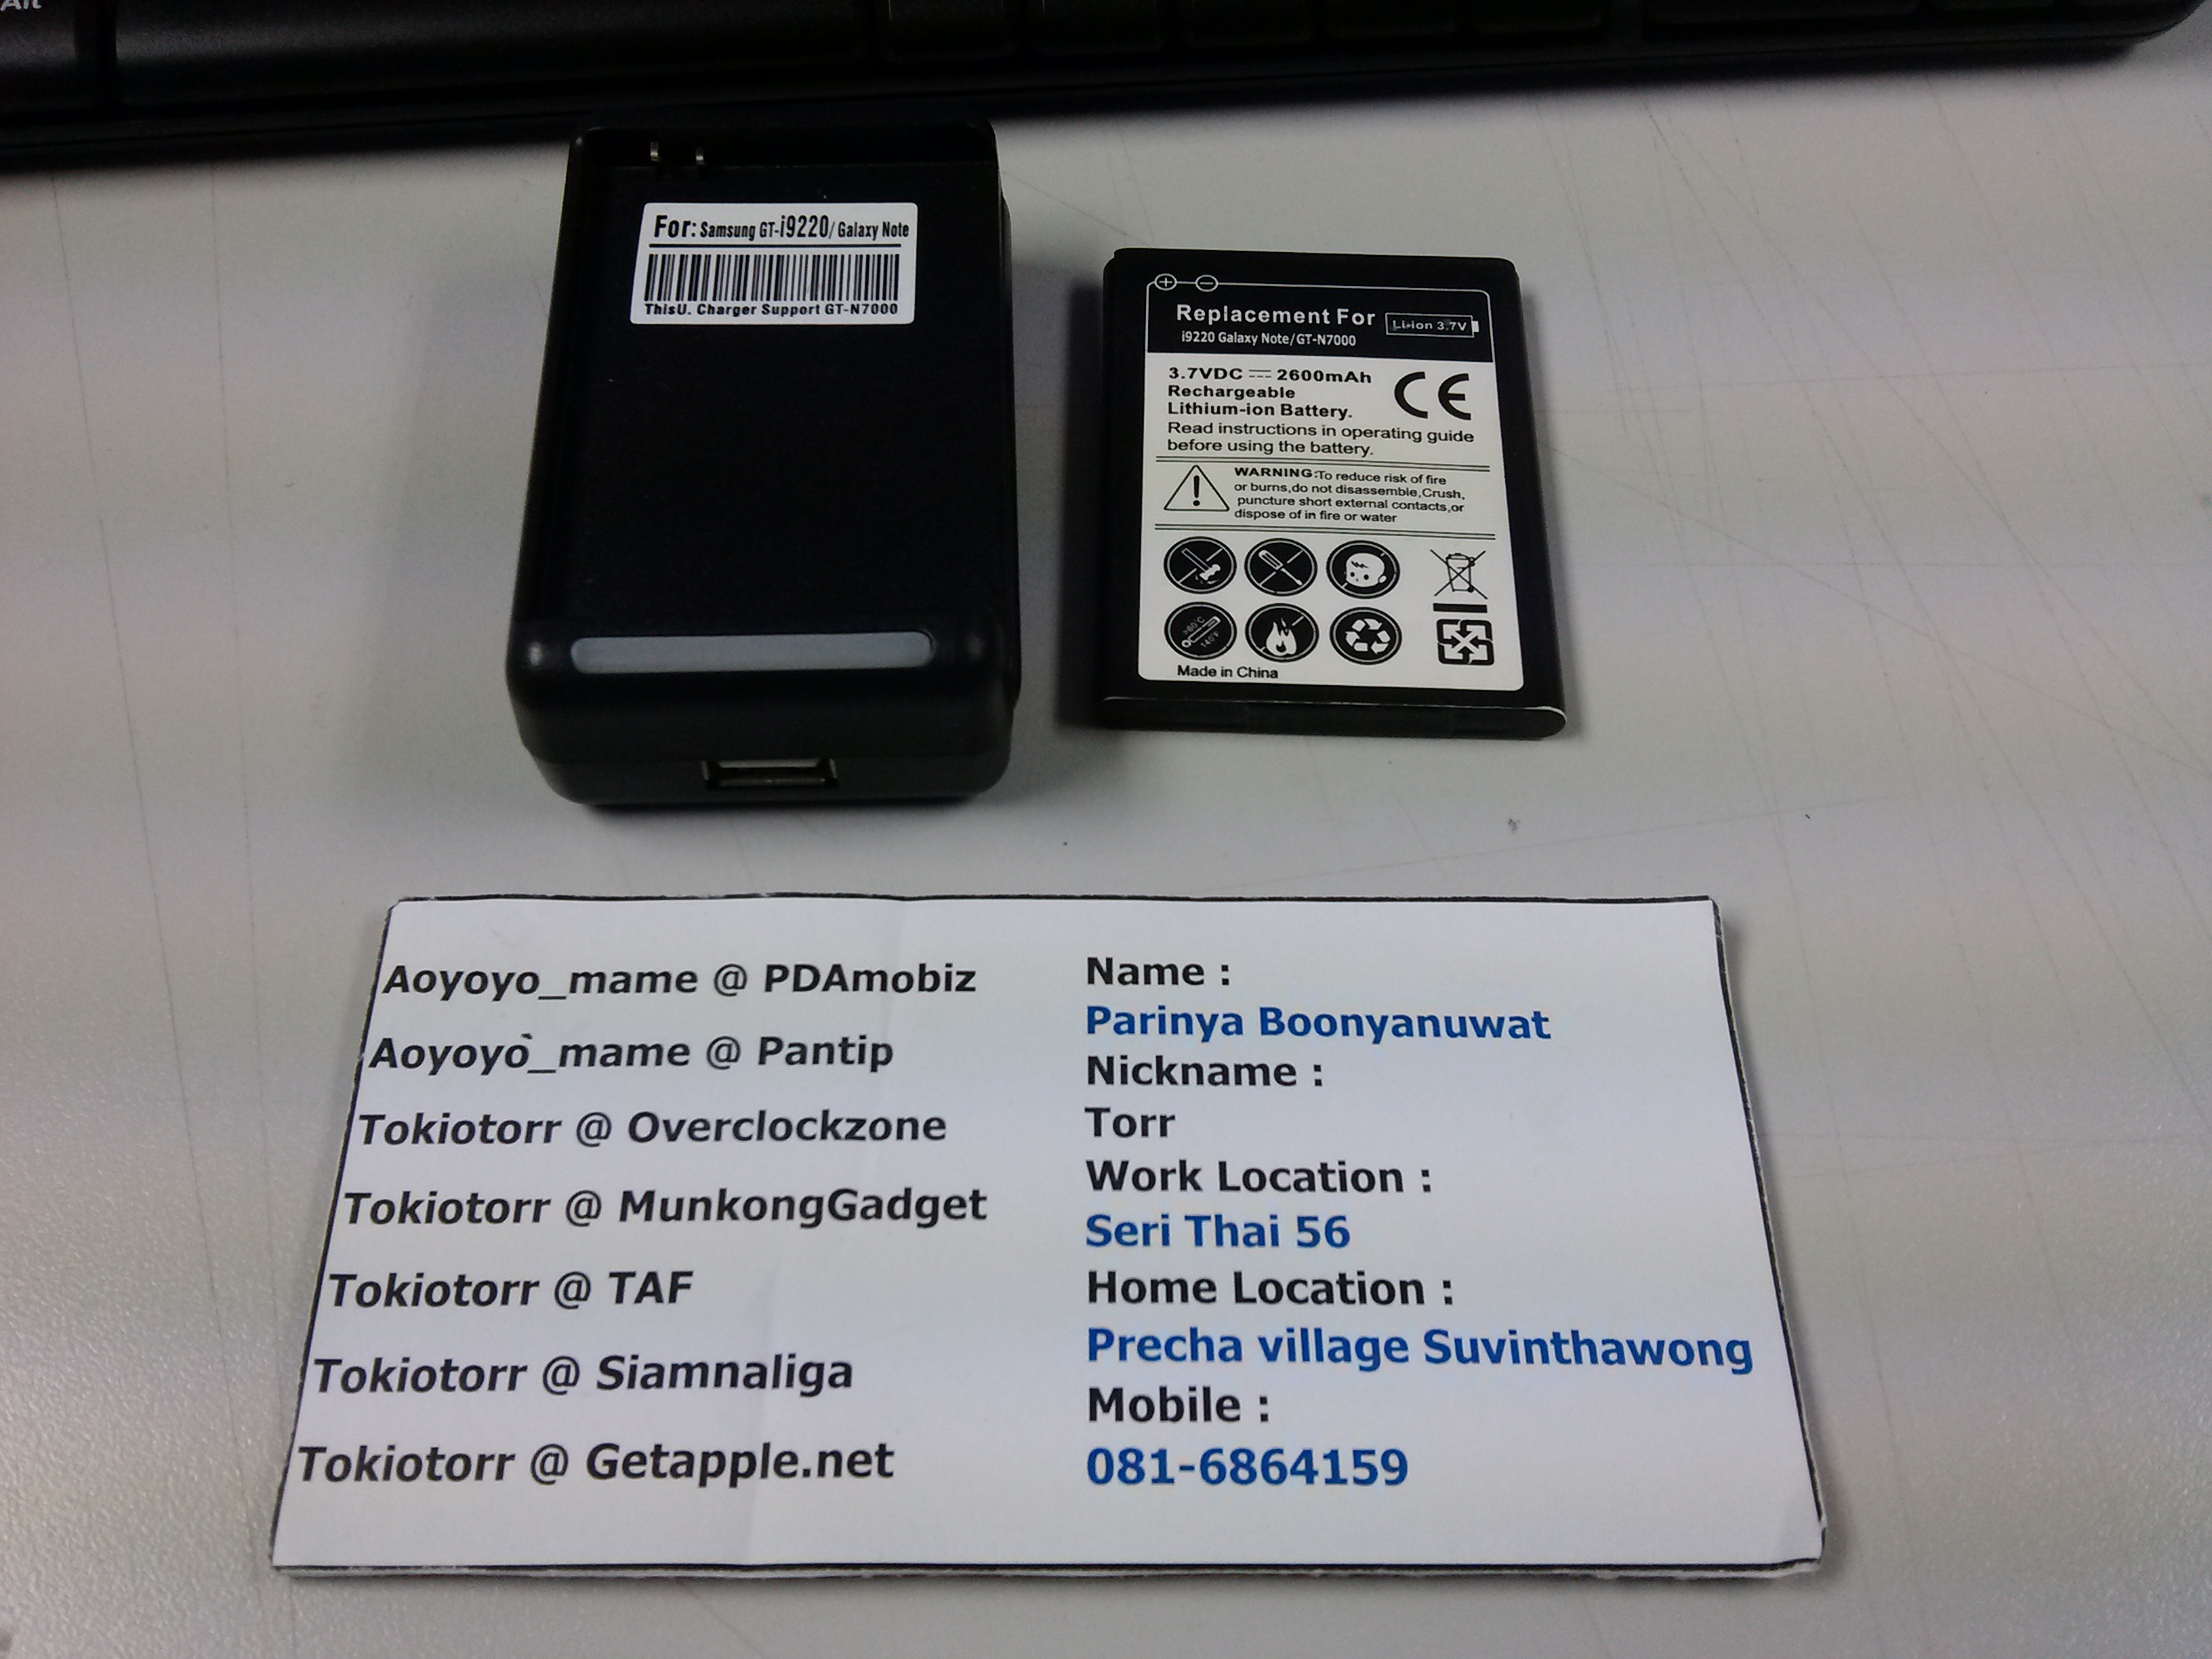 Alt
For: Samsung GT-i9220/ Galaxy Note
ThisU. Charger Support GT-N7000
Replacement For
i9220 Galaxy Note/GT-N7000
Li-ion 3.7V
3.7VDC 2600mAh
Rechargeable
Lithium-ion Battery.
CE
Read instructions in operating guide
before using the battery.
WARNING:To reduce risk of fire
or burns,do not disassemble,Crush,
puncture short external contacts,or
dispose of in fire or water
>60°C
140°F
Made in China
Aoyoyo_mame @ PDAmobiz
Aoyoyo_mame @ Pantip
Tokiotorr @ Overclockzone
Tokiotorr @ MunkongGadget
Tokiotorr @ TAF
Tokiotorr @ Siamnaliga
Tokiotorr @ Getapple.net
Name :
Parinya Boonyanuwat
Nickname :
Torr
Work Location :
Seri Thai 56
Home Location :
Precha village Suvinthawong
Mobile :
081-6864159